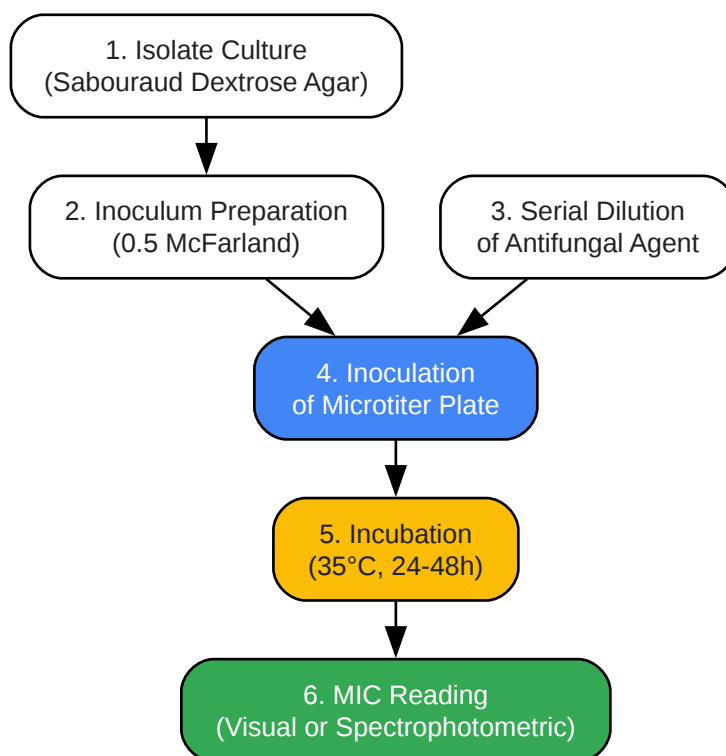 1. Isolate Culture
(Sabouraud Dextrose Agar)
2. Inoculum Preparation
(0.5 McFarland)
3. Serial Dilution
of Antifungal Agent
4. Inoculation
of Microtiter Plate
5. Incubation
(35°C, 24-48h)
6. MIC Reading
(Visual or Spectrophotometric)